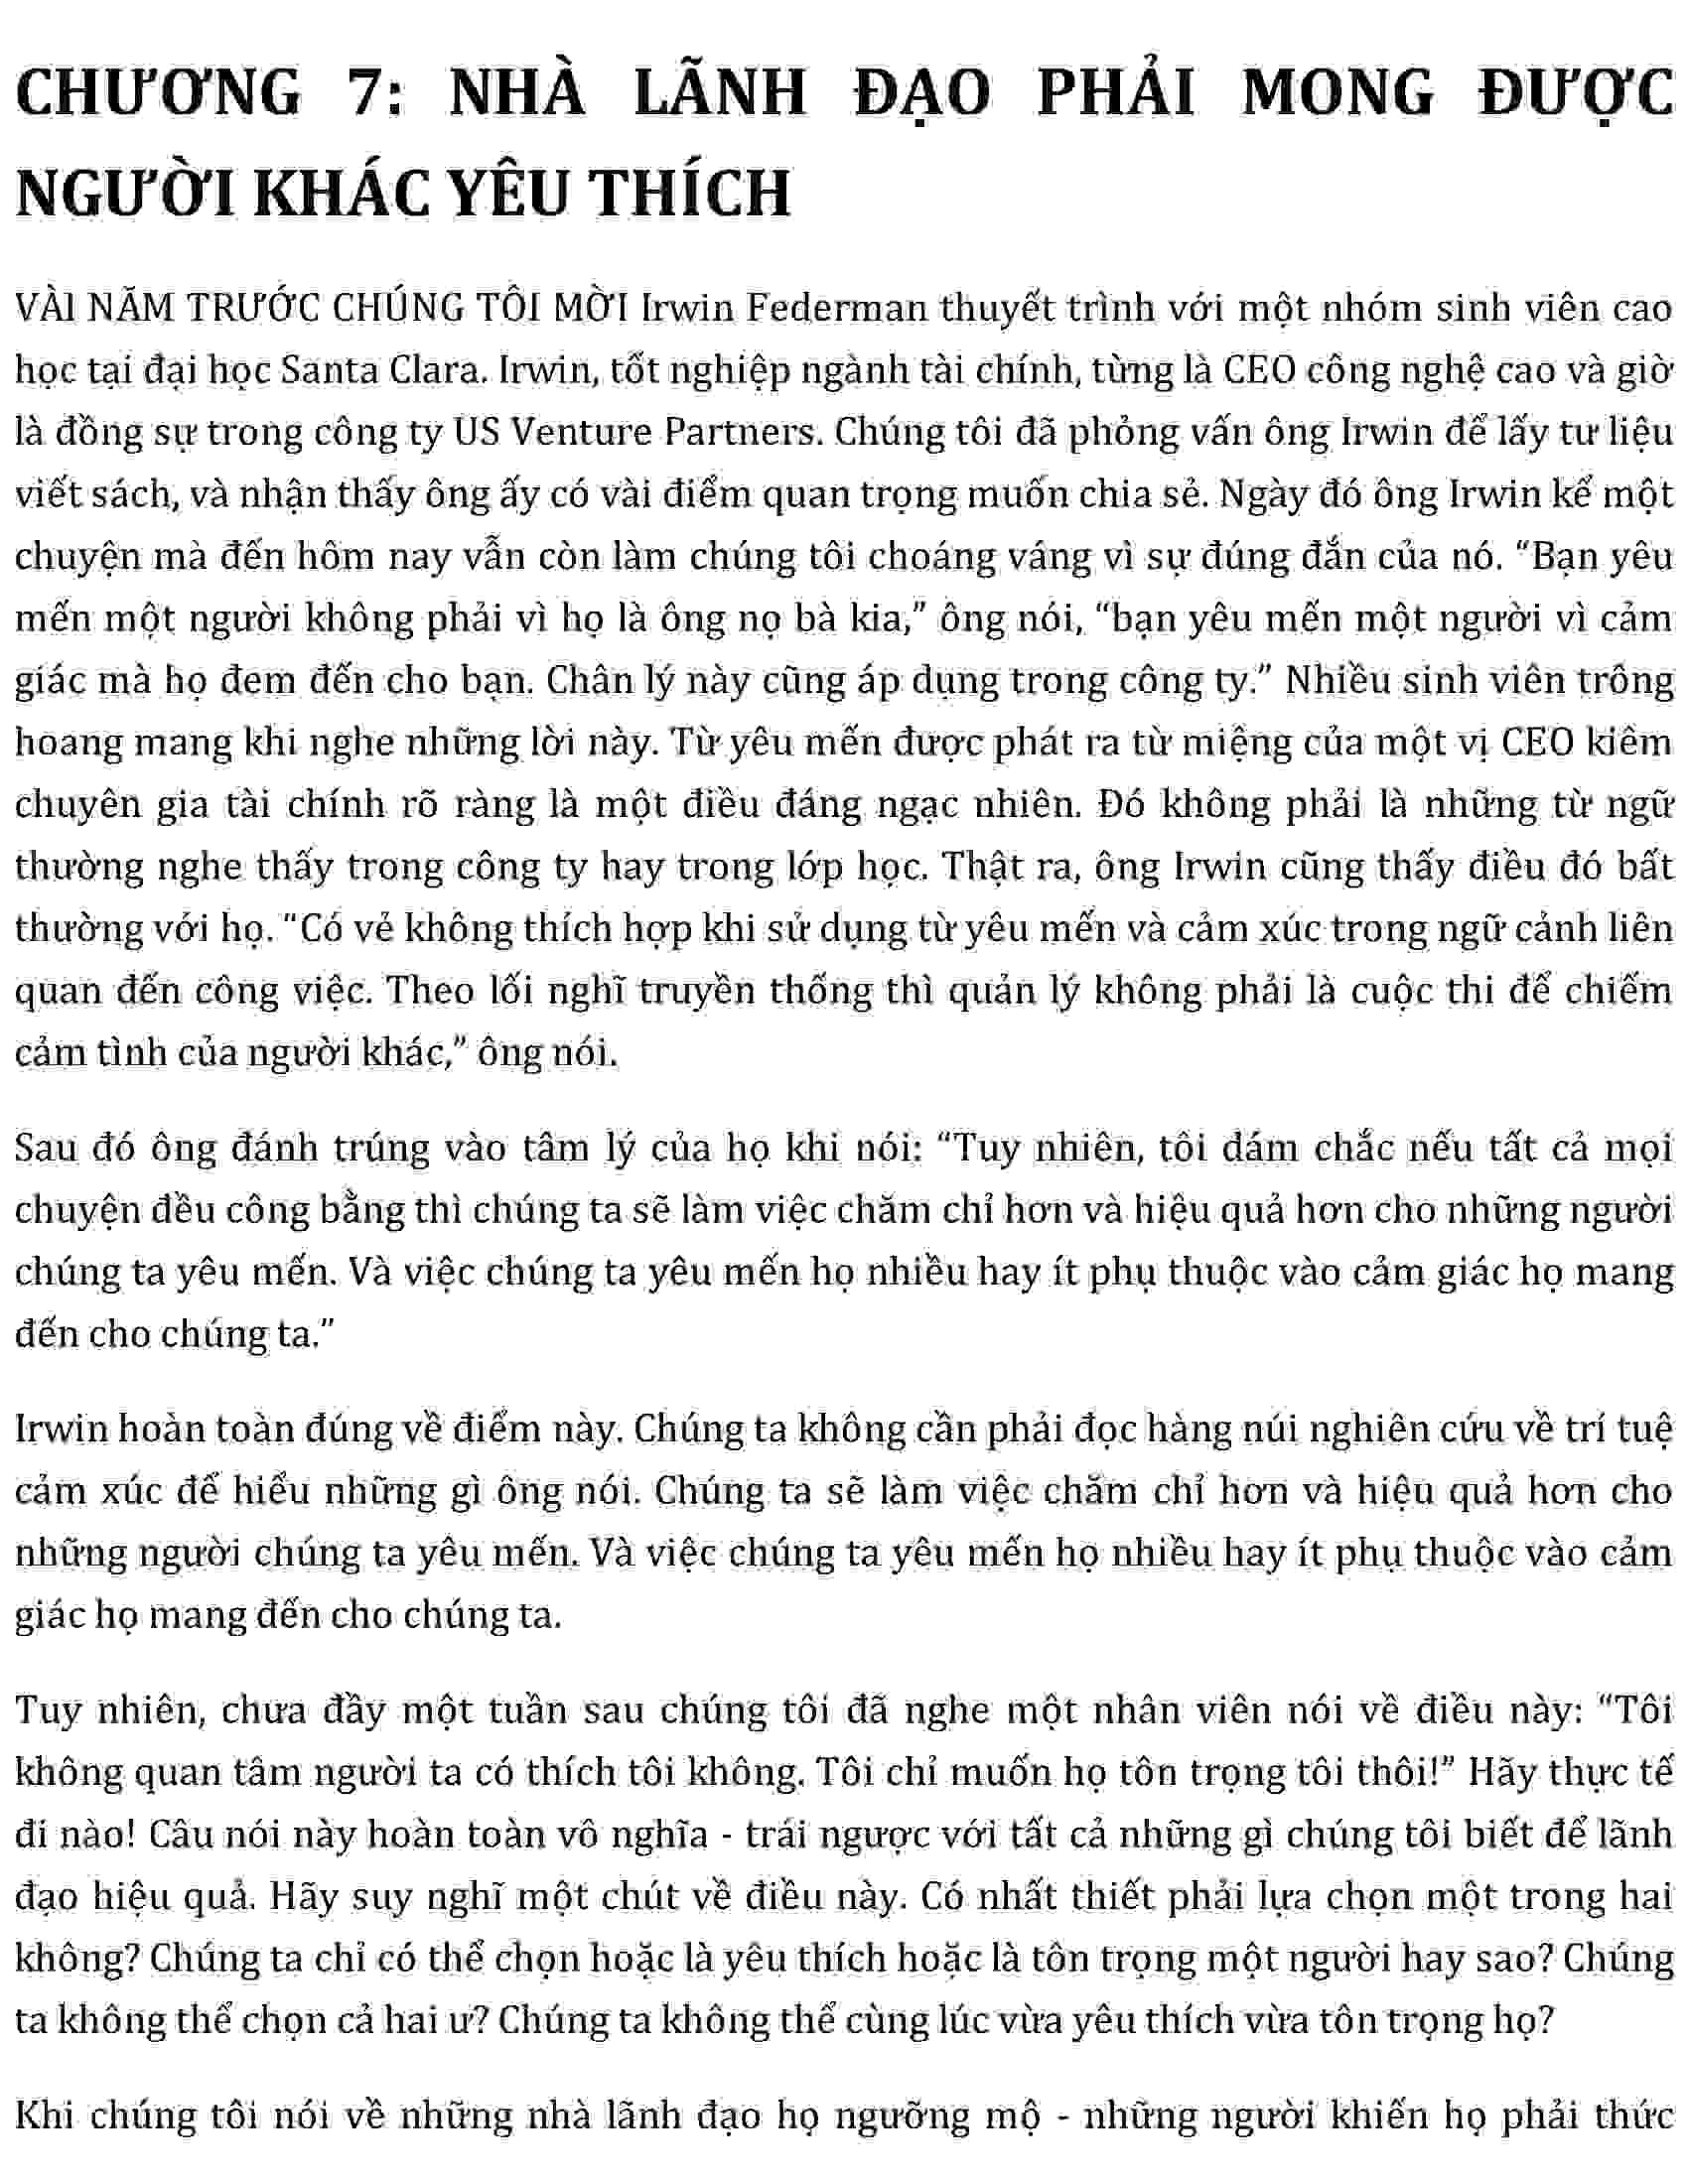 CHƯƠNG 7: NHÀ LÃNH ĐẠO PHẢI MONG ĐƯỢC
NGƯỜI KHÁC YÊU THÍCH
VÀI NĂM TRƯỚC CHÚNG TÔI MỜI Irwin Federman thuyết trình với một nhóm sinh viên cao
học tại đại học Santa Clara. Irwin, tốt nghiệp ngành tài chính, từng là CEO công nghệ cao và giờ
là đồng sự trong công ty US Venture Partners. Chúng tôi đã phỏng vấn ông Irwin để lấy tư liệu
viết sách, và nhận thấy ông ấy có vài điểm quan trọng muốn chia sẻ. Ngày đó ông Irwin kể một
chuyện mà đến hôm nay vẫn còn làm chúng tôi choáng váng vì sự đúng đắn của nó. “Bạn yêu
mến một người không phải vì họ là ông nọ bà kia,” ông nói, “bạn yêu mến một người vì cảm
giác mà họ đem đến cho bạn. Chân lý này cũng áp dụng trong công ty.” Nhiều sinh viên trông
hoang mang khi nghe những lời này. Từ yêu mến được phát ra từ miệng của một vị CEO kiêm
chuyên gia tài chính rõ ràng là một điều đáng ngạc nhiên. Đó không phải là những từ ngữ
thường nghe thấy trong công ty hay trong lớp học. Thật ra, ông Irwin cũng thấy điều đó bất
thường với họ. “Có vẻ không thích hợp khi sử dụng từ yêu mến và cảm xúc trong ngữ cảnh liên
quan đến công việc. Theo lối nghĩ truyền thống thì quản lý không phải là cuộc thi để chiếm
cảm tình của người khác,” ông nói.
Sau đó ông đánh trúng vào tâm lý của họ khi nói: “Tuy nhiên, tôi dám chắc nếu tất cả mọi
chuyện đều công bằng thì chúng ta sẽ làm việc chăm chỉ hơn và hiệu quả hơn cho những người
chúng ta yêu mến. Và việc chúng ta yêu mến họ nhiều hay ít phụ thuộc vào cảm giác họ mang
đến cho chúng ta.”
Irwin hoàn toàn đúng về điểm này. Chúng ta không cần phải đọc hàng núi nghiên cứu về trí tuệ
cảm xúc để hiểu những gì ông nói. Chúng ta sẽ làm việc chăm chỉ hơn và hiệu quả hơn cho
những người chúng ta yêu mến. Và việc chúng ta yêu mến họ nhiều hay ít phụ thuộc vào cảm
giác họ mang đến cho chúng ta.
Tuy nhiên, chưa đầy một tuần sau chúng tôi đã nghe một nhân viên nói về điều này: “Tôi
không quan tâm người ta có thích tôi không. Tôi chỉ muốn họ tôn trọng tôi thôi!” Hãy thực tế
đi nào! Câu nói này hoàn toàn vô nghĩa - trái ngược với tất cả những gì chúng tôi biết để lãnh
đạo hiệu quả. Hãy suy nghĩ một chút về điều này. Có nhất thiết phải lựa chọn một trong hai
không? Chúng ta chỉ có thể chọn hoặc là yêu thích hoặc là tôn trọng một người hay sao? Chúng
ta không thể chọn cả hai ư? Chúng ta không thể cùng lúc vừa yêu thích vừa tôn trọng họ?
Khi chúng tôi nói về những nhà lãnh đạo họ ngưỡng mộ - những người khiến họ phải thức